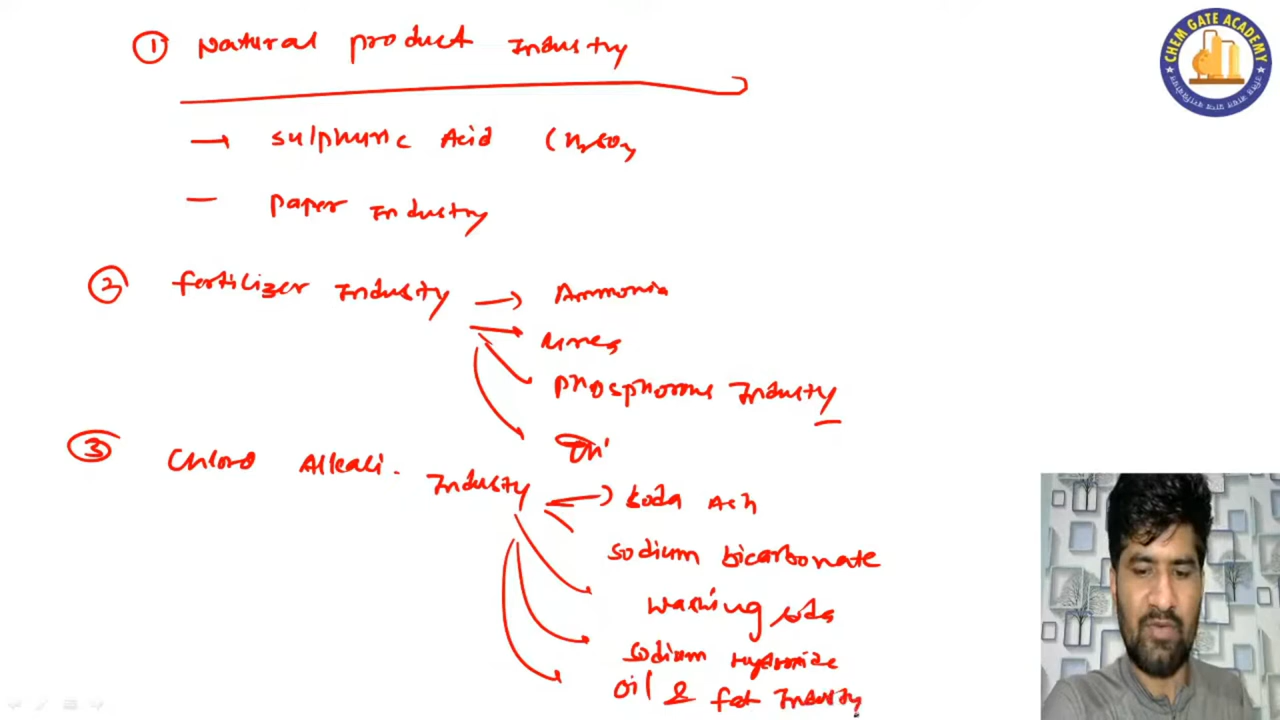 ① Natural product Industry
→ Sulphuric Acid (H₂SO₄
— paper Industry
② fertilizer Industry → Ammonia
urea
phosphorous Industry
③ Chloro Alkali. Industry → Soda Ash
Sodium bicarbonate
washing soda
Sodium Hydroxide
Oil & fat Industry
CHEM GATE ACADEMY